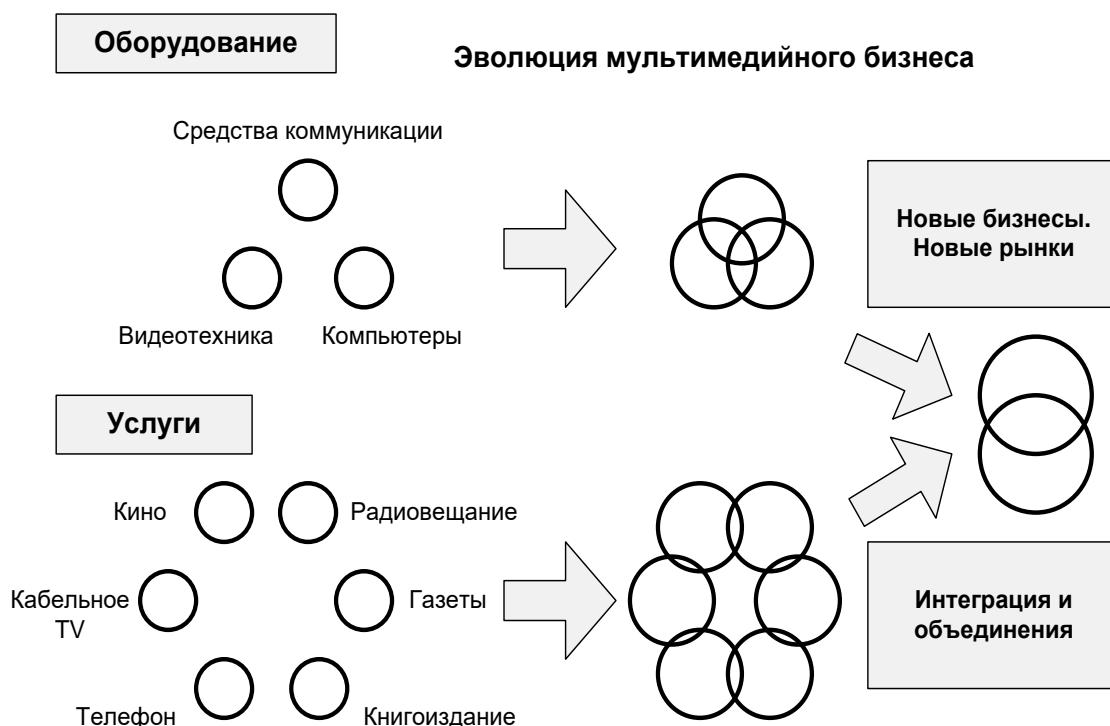 Оборудование
Эволюция мультимедийного бизнеса
Средства коммуникации
Видеотехника
Компьютеры
Новые бизнесы.
Новые рынки
Услуги
Кино
Радиовещание
Кабельное
TV
Газеты
Телефон
Книгоиздание
Интеграция и
объединения